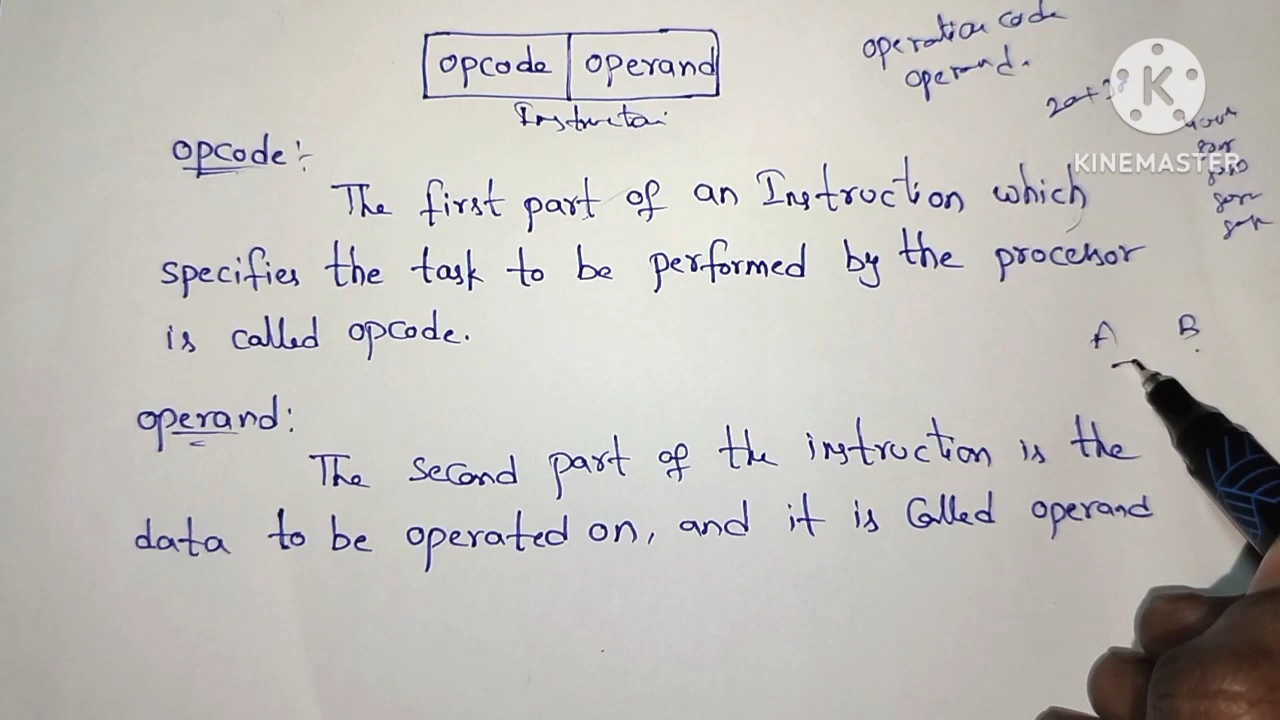 opcode operand
Instructai
operation code
operand.
KINEMASTER
opcode :-
The first part of an Instruction which
specifies the task to be performed by the processor
is called opcode.
A B
operand :
The second part of the instruction is the
data to be operated on, and it is Called operand